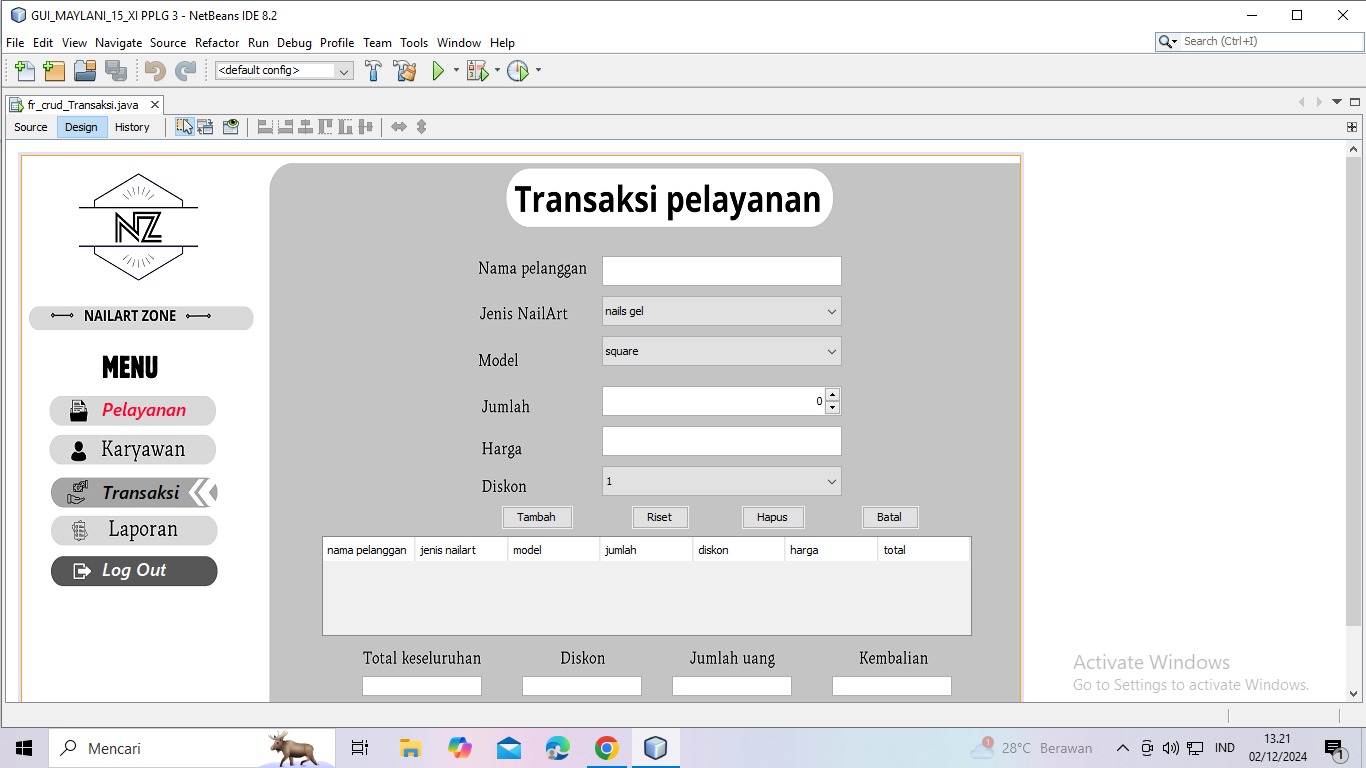 GUI_MAYLANI_15_XI PPLG 3 - NetBeans IDE 8.2
File Edit View Navigate Source Refactor Run Debug Profile Team Tools Window Help
Search (Ctrl+I)
<default config>
fr_crud_Transaksi.java
Source Design History
NZ
NAILART ZONE
MENU
Pelayanan
Karyawan
Transaksi
Laporan
Log Out
Transaksi pelayanan
Nama pelanggan
Jenis NailArt nails gel
Model square
Jumlah 0
Harga
Diskon 1
Tambah Riset Hapus Batal
nama pelanggan jenis nailart model jumlah diskon harga total
Total keseluruhan Diskon Jumlah uang Kembalian
Activate Windows
Go to Settings to activate Windows.
Mencari
1
28°C Berawan
IND
13.21
02/12/2024
1